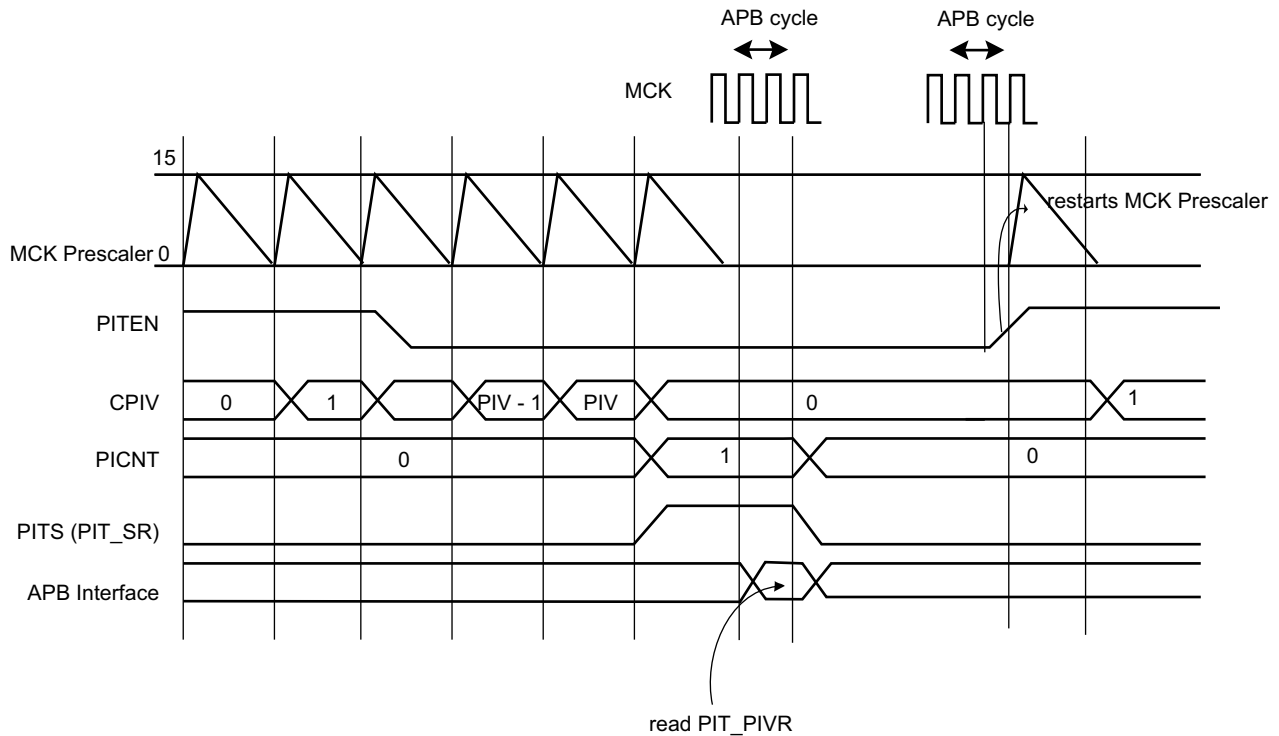 APB cycle APB cycle
MCK
15
restarts MCK Prescaler
MCK Prescaler 0
PITEN
CPIV 0 1 PIV - 1 PIV 0 1
PICNT 0 1 0
PITS (PIT_SR)
APB Interface
read PIT_PIVR